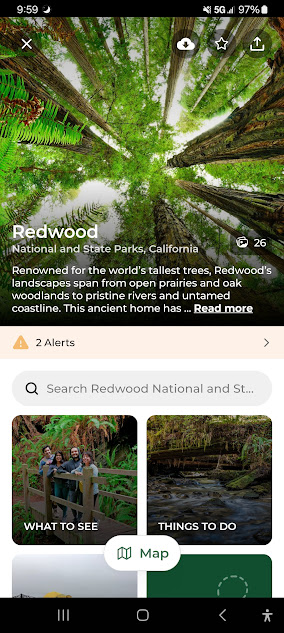 9:59 5G 97%
Redwood
National and State Parks, California
26
Renowned for the world's tallest trees, Redwood's
landscapes span from open prairies and oak
woodlands to pristine rivers and untamed
coastline. This ancient home has ... Read more
2 Alerts
Search Redwood National and St...
WHAT TO SEE
THINGS TO DO
Map